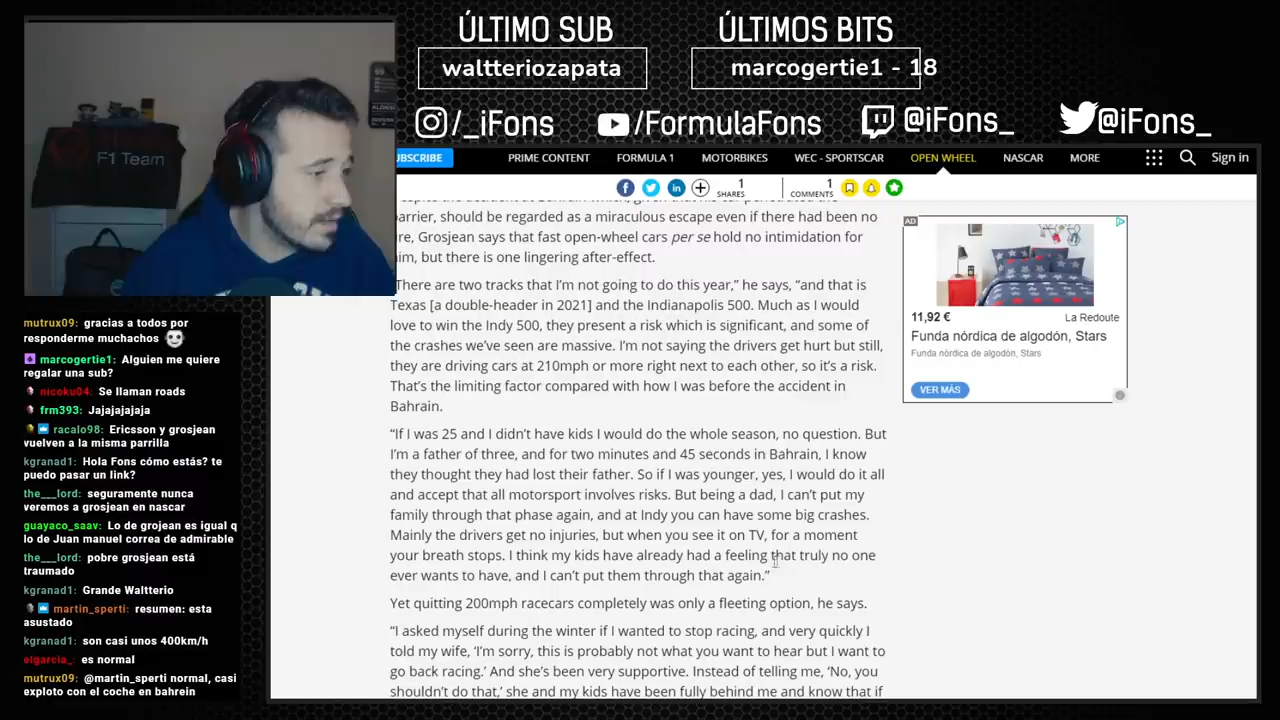 ÚLTIMO SUB
waltteriozapata
ÚLTIMOS BITS
marcogertie1 - 18
/_iFons
/FormulaFons
@iFons_
@iFons_
F1 Team
UBSCRIBE
PRIME CONTENT
FORMULA 1
MOTORBIKES
WEC - SPORTSCAR
OPEN WHEEL
NASCAR
MORE
Sign in
1
SHARES
1
COMMENTS
arrier, should be regarded as a miraculous escape even if there had been no
re, Grosjean says that fast open-wheel cars per se hold no intimidation for
im, but there is one lingering after-effect.
There are two tracks that I'm not going to do this year,” he says, “and that is
Texas [a double-header in 2021] and the Indianapolis 500. Much as I would
love to win the Indy 500, they present a risk which is significant, and some of
the crashes we've seen are massive. I'm not saying the drivers get hurt but still,
they are driving cars at 210mph or more right next to each other, so it's a risk.
That's the limiting factor compared with how I was before the accident in
Bahrain.
“If I was 25 and I didn't have kids I would do the whole season, no question. But
I'm a father of three, and for two minutes and 45 seconds in Bahrain, I know
they thought they had lost their father. So if I was younger, yes, I would do it all
and accept that all motorsport involves risks. But being a dad, I can't put my
family through that phase again, and at Indy you can have some big crashes.
Mainly the drivers get no injuries, but when you see it on TV, for a moment
your breath stops. I think my kids have already had a feeling that truly no one
ever wants to have, and I can't put them through that again.”
Yet quitting 200mph racecars completely was only a fleeting option, he says.
“I asked myself during the winter if I wanted to stop racing, and very quickly I
told my wife, ‘I'm sorry, this is probably not what you want to hear but I want to
go back racing.’ And she's been very supportive. Instead of telling me, ‘No, you
shouldn't do that,’ she and my kids have been fully behind me and know that if
AD
11,92 €
La Redoute
Funda nórdica de algodón, Stars
Funda nórdica de algodón, Stars
VER MÁS
mutrux09: gracias a todos por
responderme muchachos
marcogertie1: Alguien me quiere
regalar una sub?
nicoku04: Se llaman roads
frm393: Jajajajajaja
racalo98: Ericsson y grosjean
vuelven a la misma parrilla
kgranad1: Hola Fons cómo estás? te
puedo pasar un link?
the___lord: seguramente nunca
veremos a grosjean en nascar
guayaco_saav: Lo de grojean es igual q
lo de Juan manuel correa de admirable
the___lord: pobre grosjean está
traumado
kgranad1: Grande Waltterio
martin_sperti: resumen: esta
asustado
kgranad1: son casi unos 400km/h
elgarcia_: es normal
mutrux09: @martin_sperti normal, casi
exploto con el coche en bahrein